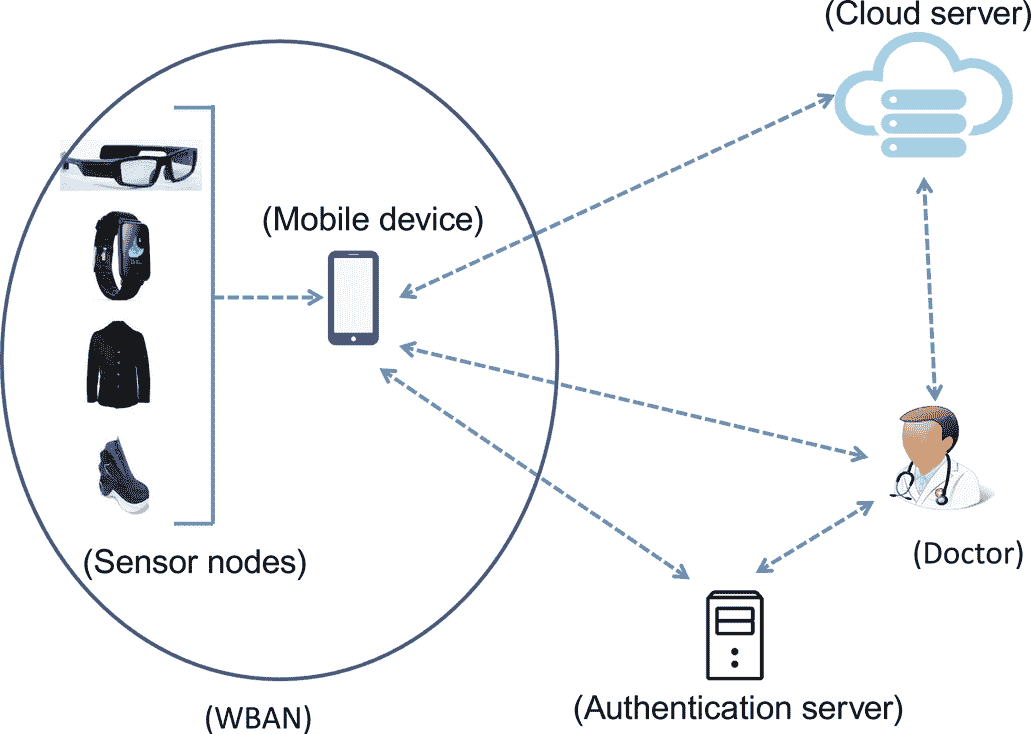 (Cloud server)
(Mobile device)
(Sensor nodes)
(Doctor)
(WBAN)
(Authentication server)